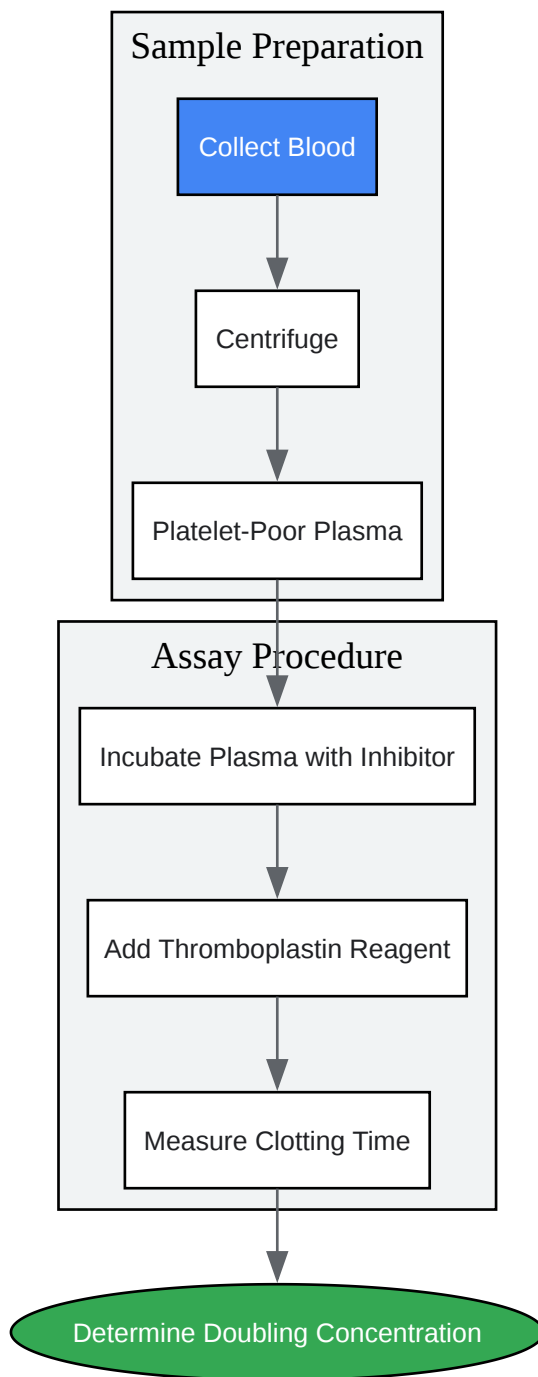 Sample Preparation
Collect Blood
Centrifuge
Platelet-Poor Plasma
Assay Procedure
Incubate Plasma with Inhibitor
Add Thromboplastin Reagent
Measure Clotting Time
Determine Doubling Concentration